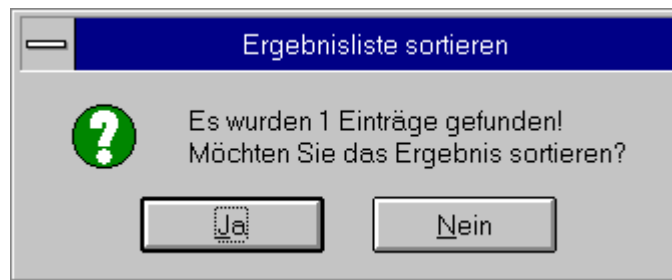 Ergebnisliste sortieren
Es wurden 1 Einträge gefunden!
Möchten Sie das Ergebnis sortieren?
Ja Nein